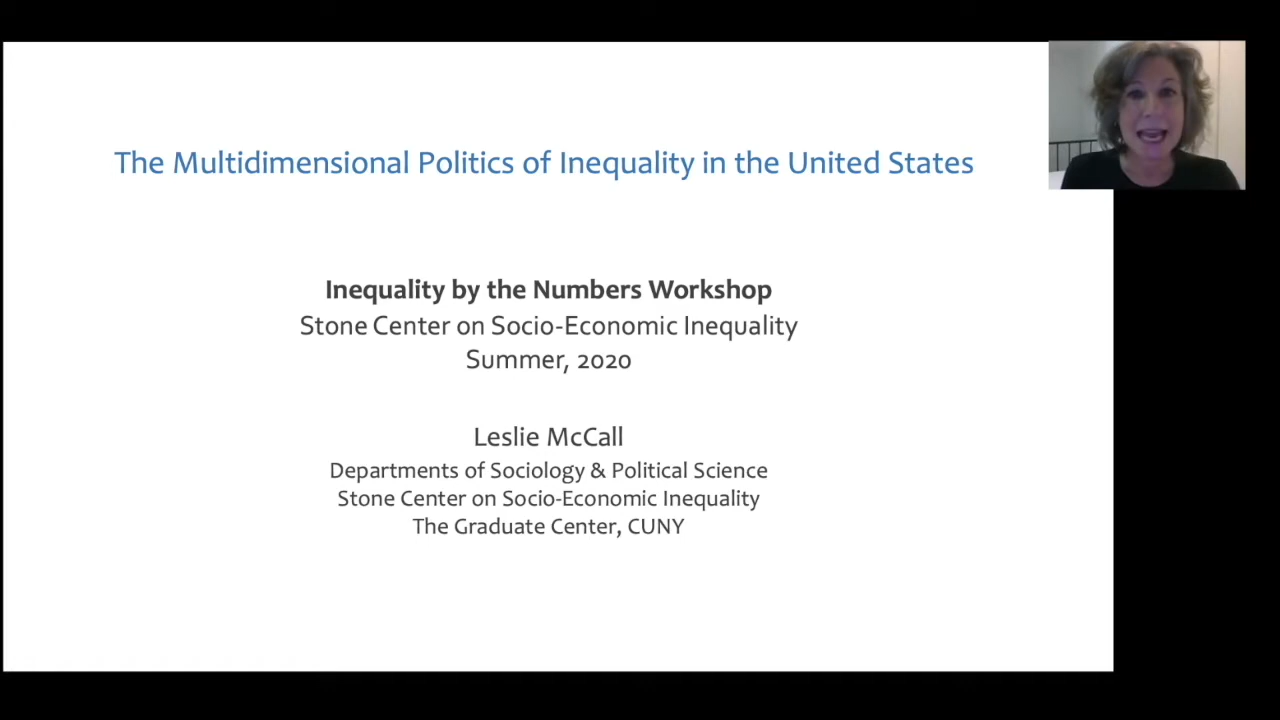 The Multidimensional Politics of Inequality in the United States
Inequality by the Numbers Workshop
Stone Center on Socio-Economic Inequality
Summer, 2020
Leslie McCall
Departments of Sociology & Political Science
Stone Center on Socio-Economic Inequality
The Graduate Center, CUNY